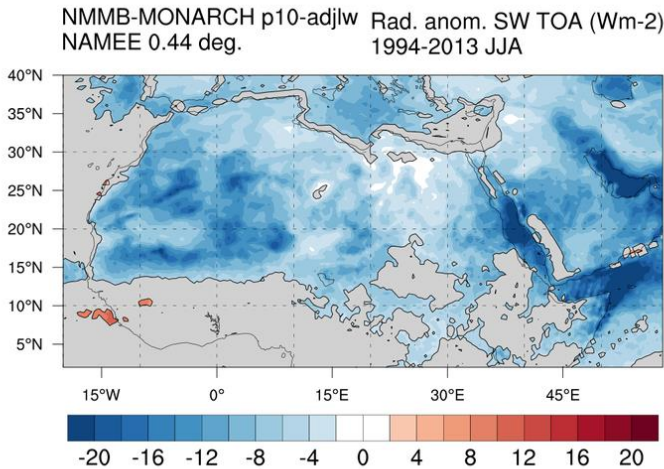 NMMB-MONARCH p10-adjlw Rad. anom. SW TOA (Wm-2)
NAMEE 0.44 deg. 1994-2013 JJA
40°N
35°N
30°N
25°N
20°N
15°N
10°N
5°N
15°W 0° 15°E 30°E 45°E
-20 -16 -12 -8 -4 0 4 8 12 16 20